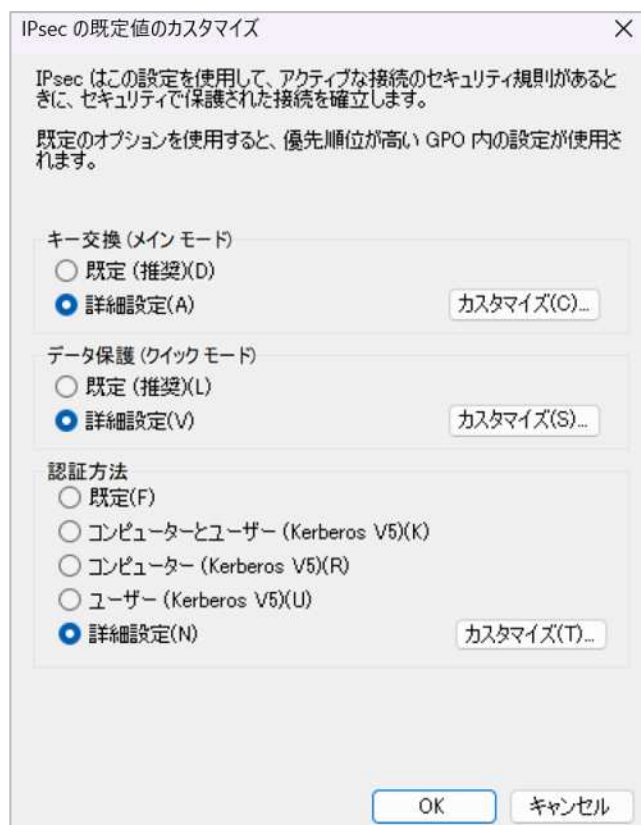 IPsec の既定値のカスタマイズ
IPsec はこの設定を使用して、アクティブな接続のセキュリティ規則があると
きに、セキュリティで保護された接続を確立します。
既定のオプションを使用すると、優先順位が高い GPO 内の設定が使用さ
れます。
キー交換 (メイン モード)
既定 (推奨)(D)
詳細設定(A)
カスタマイズ(C)...
データ保護 (クイック モード)
既定 (推奨)(L)
詳細設定(V)
カスタマイズ(S)...
認証方法
既定(F)
コンピューターとユーザー (Kerberos V5)(K)
コンピューター (Kerberos V5)(R)
ユーザー (Kerberos V5)(U)
詳細設定(N)
カスタマイズ(T)...
OK
キャンセル